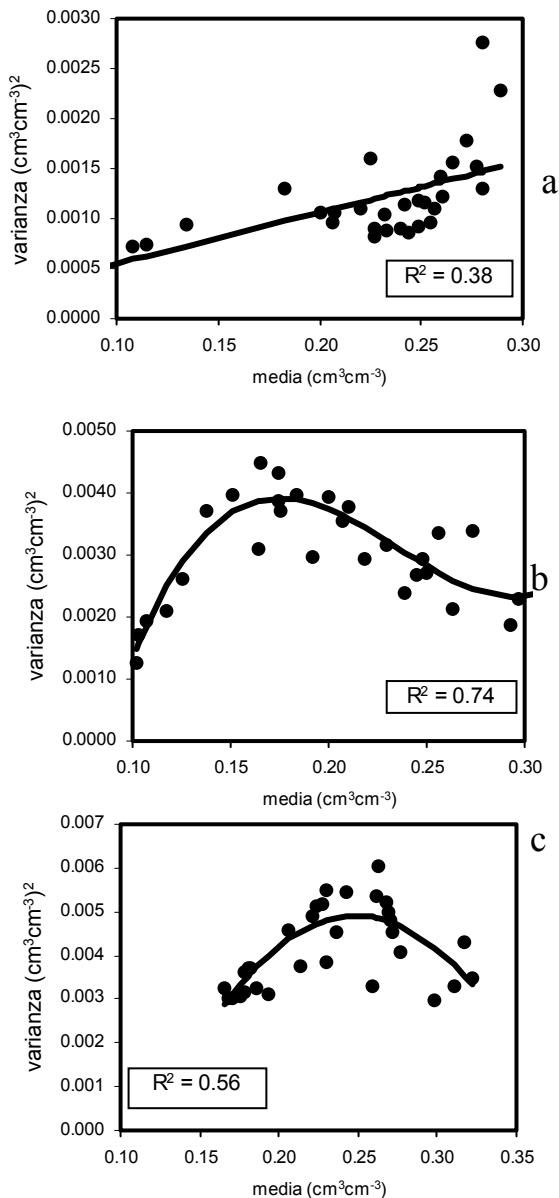 0.0030
0.0025
0.0020
0.0015
0.0010
0.0005
0.0000
varianza (cm³cm⁻³)²
a
R² = 0.38
0.10 0.15 0.20 0.25 0.30
media (cm³cm⁻³)
0.0050
0.0040
0.0030
0.0020
0.0010
0.0000
varianza (cm³cm⁻³)²
b
R² = 0.74
0.10 0.15 0.20 0.25 0.30
media (cm³cm⁻³)
0.007
0.006
0.005
0.004
0.003
0.002
0.001
0.000
varianza (cm³cm⁻³)²
c
R² = 0.56
0.10 0.15 0.20 0.25 0.30 0.35
media (cm³cm⁻³)